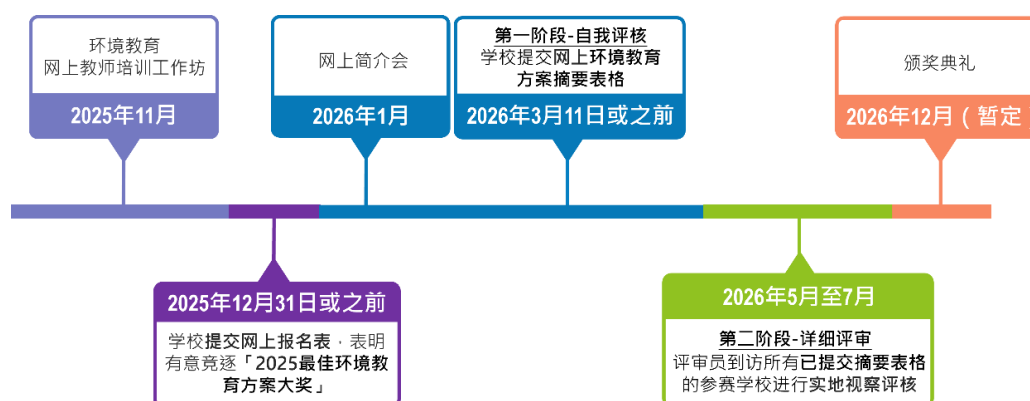 环境教育
网上教师培训工作坊
2025年11月
网上简介会
2026年1月
第一阶段-自我评核
学校提交网上环境教育
方案摘要表格
2026年3月11日或之前
颁奖典礼
2026年12月（暂定）
2025年12月31日或之前
学校提交网上报名表，表明
有意竞逐「2025最佳环境教
育方案大奖」
2026年5月至7月
第二阶段-详细评审
评审员到访所有已提交摘要表格
的参赛学校进行实地视察评核